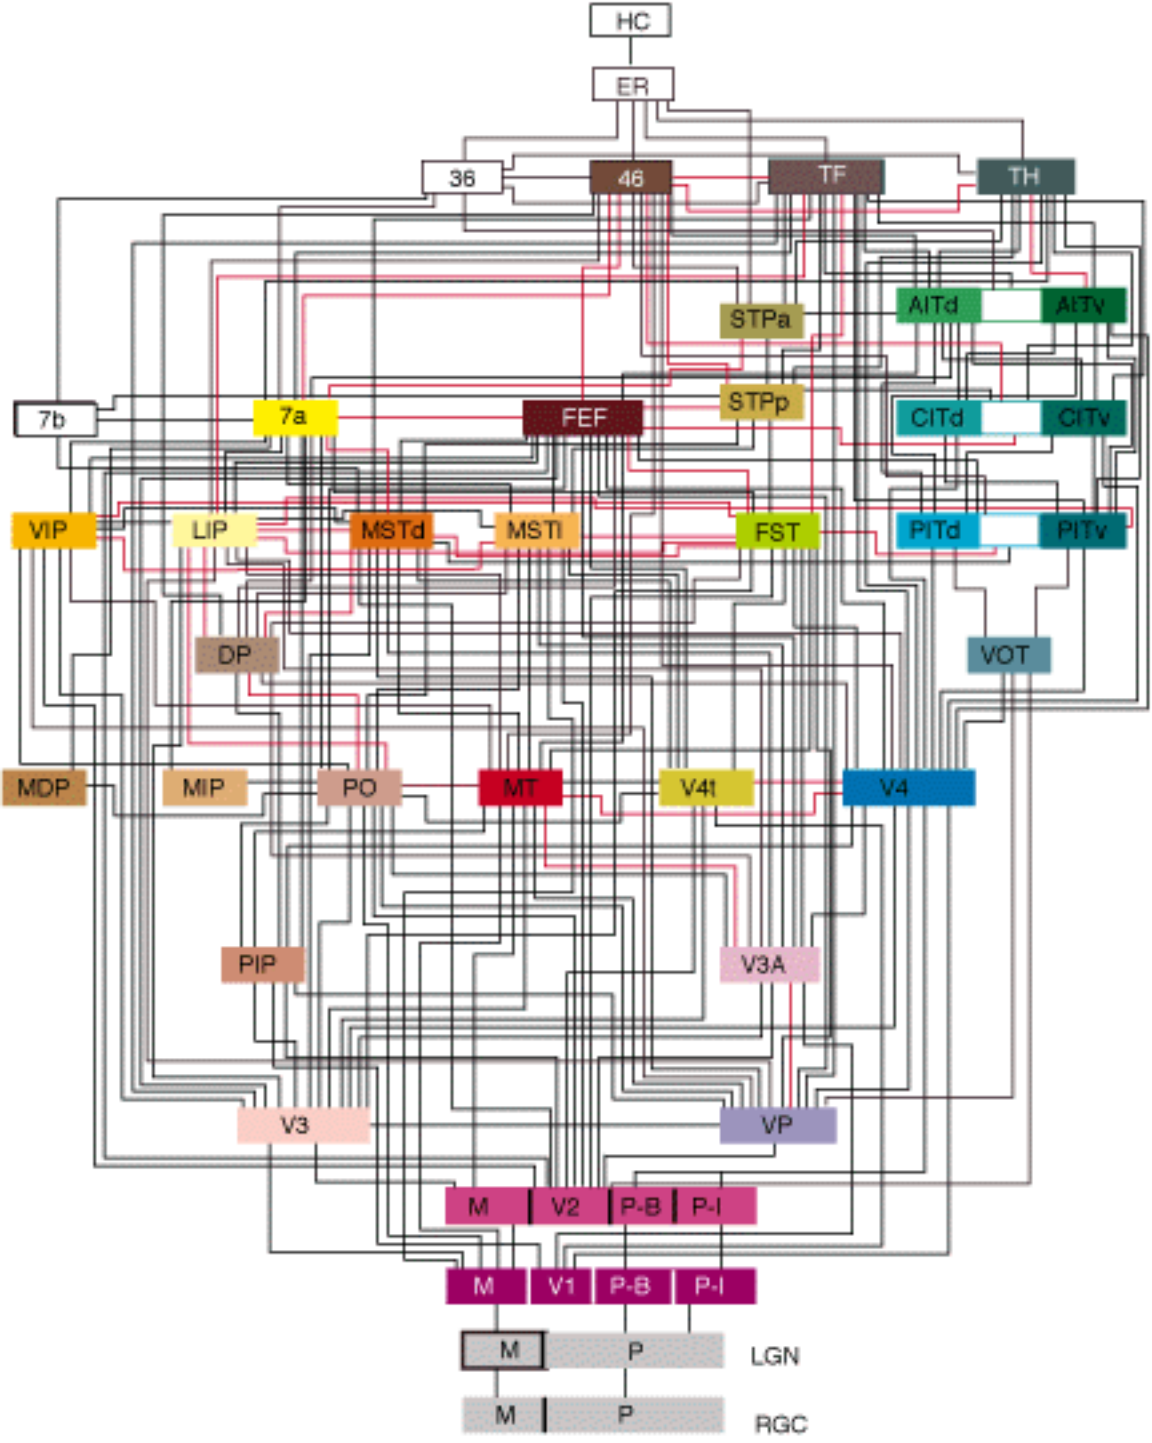 HC
ER
36 46 TF TH
STPa AITd AITv
7b 7a FEF STPp CITd CITv
VIP LIP MSTd MSTl FST PITd PITv
DP VOT
MDP MIP PO MT V4t V4
PIP V3A
V3 VP
M V2 P-B P-I
M V1 P-B P-I
M P LGN
M P RGC